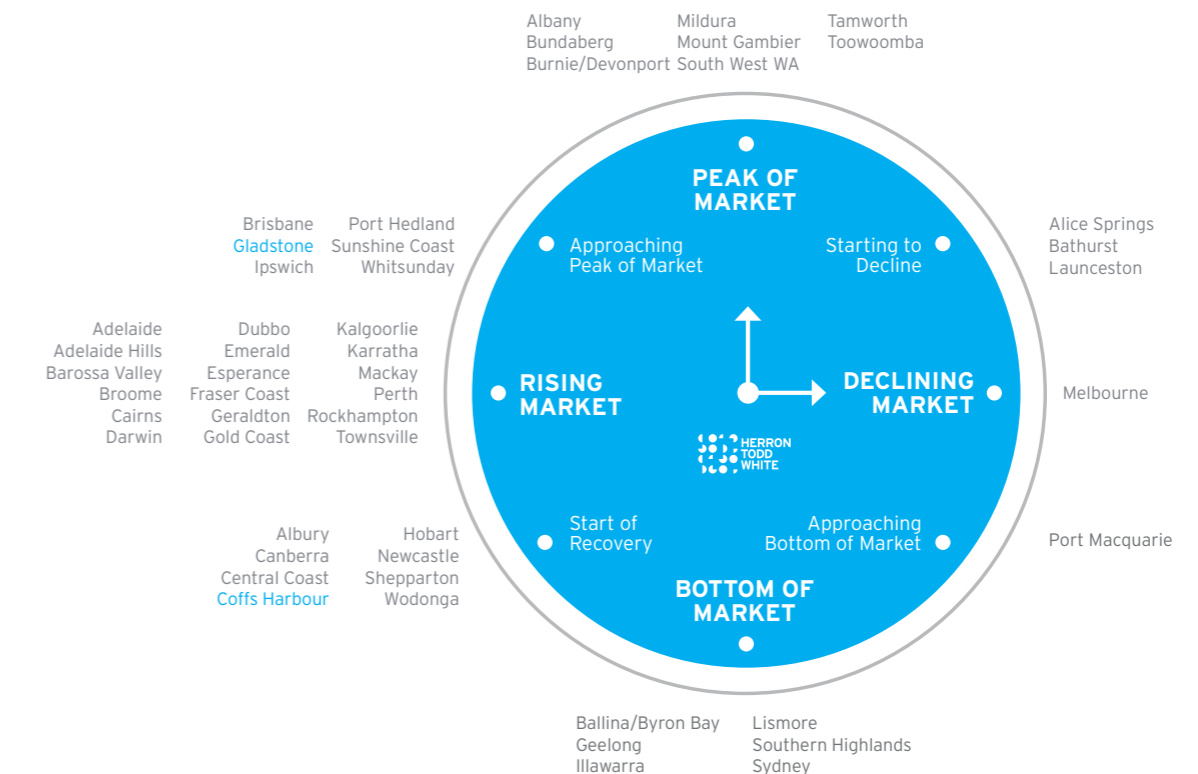 Albany Mildura Tamworth
Bundaberg Mount Gambier Toowoomba
Burnie/Devonport South West WA
PEAK OF
MARKET
Brisbane Port Hedland
Gladstone Sunshine Coast
Ipswich Whitsunday
Approaching
Peak of Market
Starting to
Decline
Alice Springs
Bathurst
Launceston
Adelaide Dubbo Kalgoorlie
Adelaide Hills Emerald Karratha
Barossa Valley Esperance Mackay
Broome Fraser Coast Perth
Cairns Geraldton Rockhampton
Darwin Gold Coast Townsville
RISING
MARKET
DECLINING
MARKET
Melbourne
HERRON
TODD
WHITE
Albury Hobart
Canberra Newcastle
Central Coast Shepparton
Coffs Harbour Wodonga
Start of
Recovery
Approaching
Bottom of Market
Port Macquarie
BOTTOM OF
MARKET
Ballina/Byron Bay Lismore
Geelong Southern Highlands
Illawarra Sydney